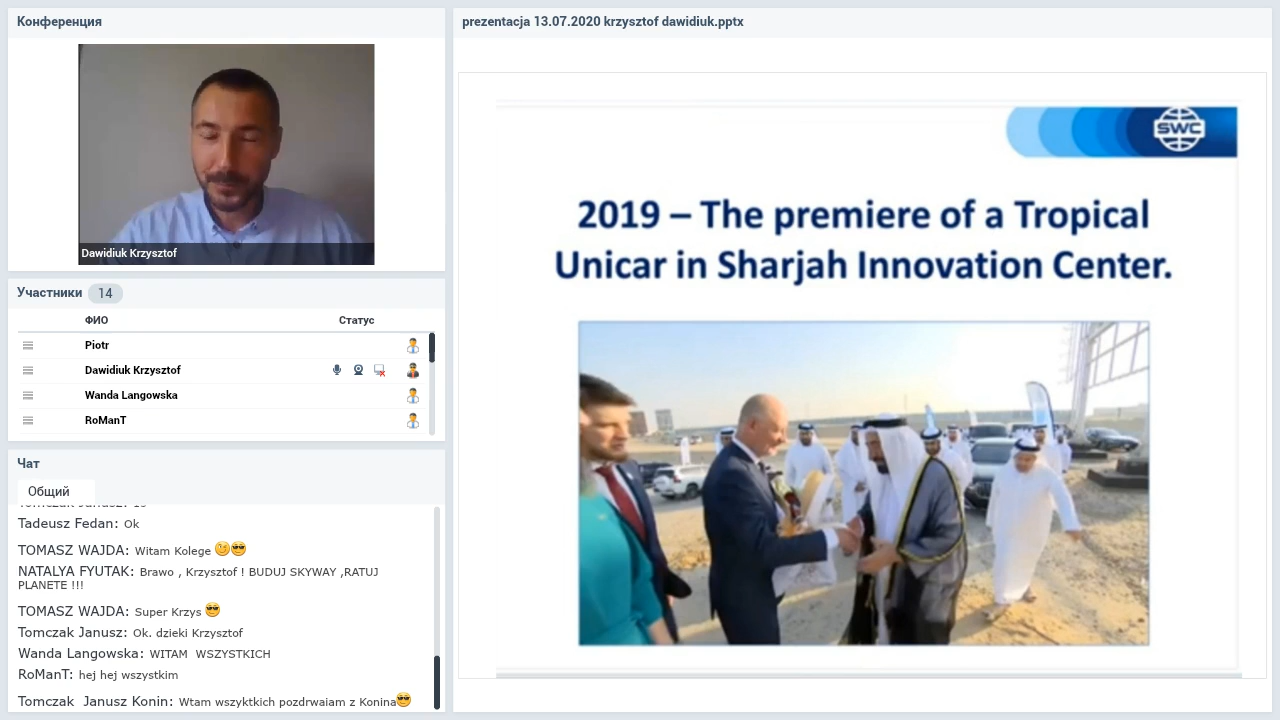 Конференция
Dawidiuk Krzysztof
Участники 14
ФИО Статус
Piotr
Dawidiuk Krzysztof
Wanda Langowska
RoManT
Чат
Общий
Tadeusz Fedan: Ok
TOMASZ WAJDA: Witam Kolege
NATALYA FYUTAK: Brawo , Krzysztof ! BUDUJ SKYWAY ,RATUJ
PLANETE !!!
TOMASZ WAJDA: Super Krzys
Tomczak Janusz: Ok. dzieki Krzysztof
Wanda Langowska: WITAM WSZYSTKICH
RoManT: hej hej wszystkim
Tomczak Janusz Konin: Wtam wszyktkich pozdrwaiam z Konina
prezentacja 13.07.2020 krzysztof dawidiuk.pptx
SWC
2019 – The premiere of a Tropical
Unicar in Sharjah Innovation Center.